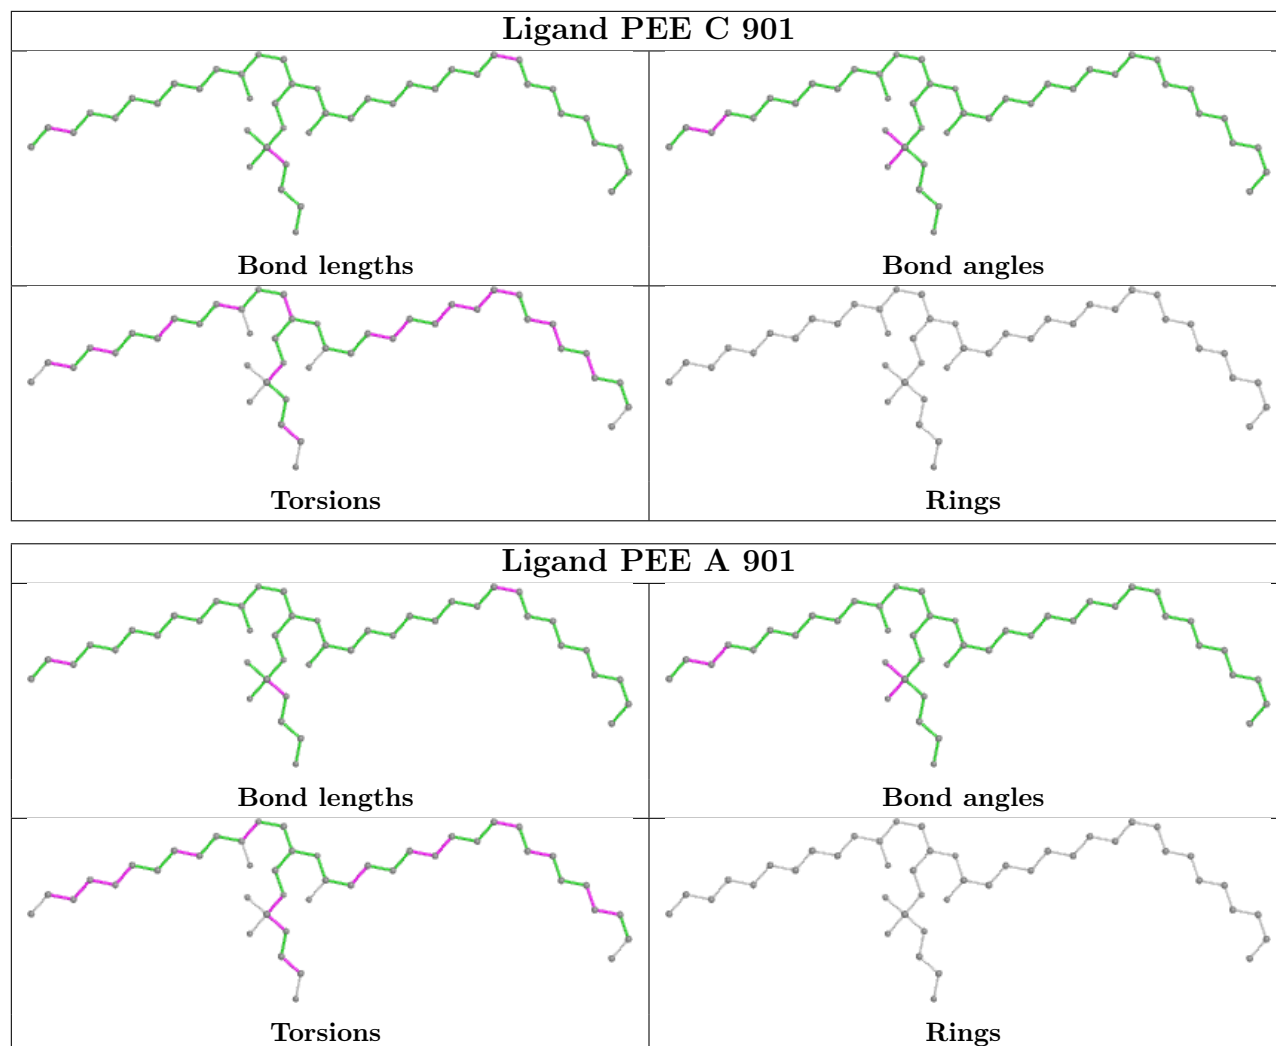 Ligand PEE C 901
Bond lengths
Bond angles
Torsions
Rings
Ligand PEE A 901
Bond lengths
Bond angles
Torsions
Rings